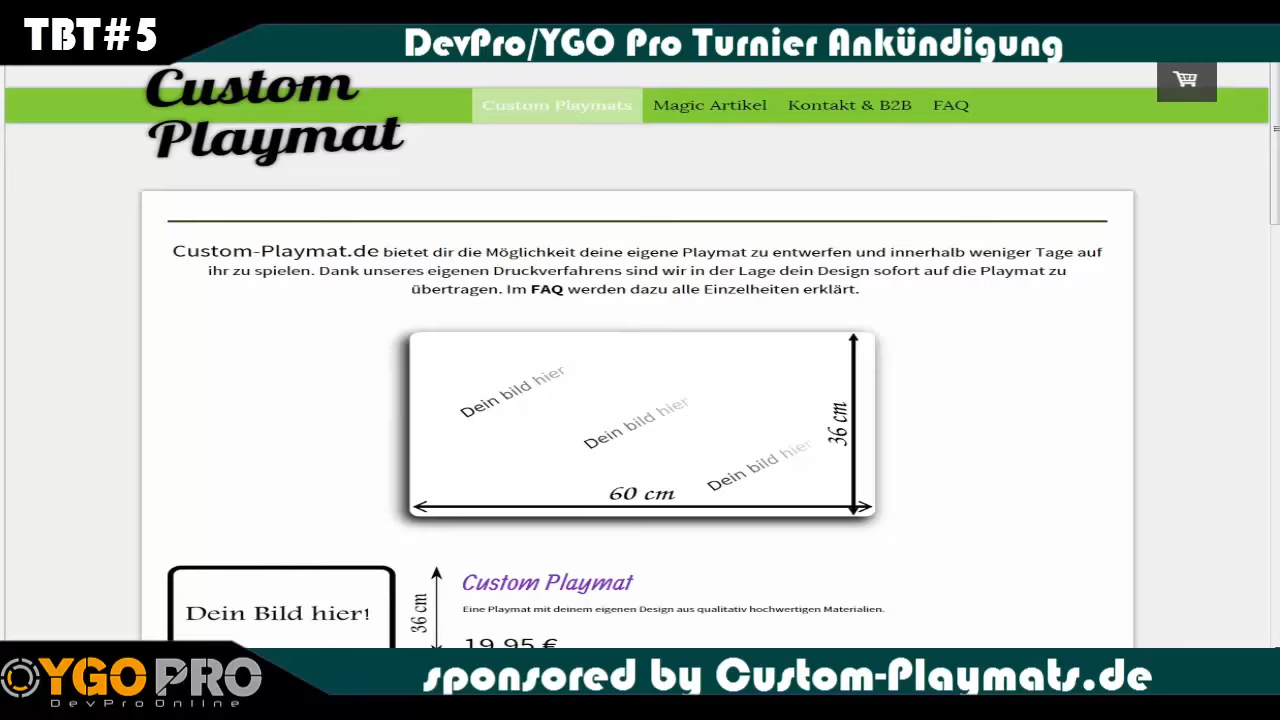 TBT#5
DevPro/YGO Pro Turnier Ankündigung
Custom
Playmat
Custom Playmats
Magic Artikel
Kontakt & B2B
FAQ
Custom-Playmat.de bietet dir die Möglichkeit deine eigene Playmat zu entwerfen und innerhalb weniger Tage auf
ihr zu spielen. Dank unseres eigenen Druckverfahrens sind wir in der Lage dein Design sofort auf die Playmat zu
übertragen. Im FAQ werden dazu alle Einzelheiten erklärt.
Dein bild hier
Dein bild hier
Dein bild hier
36 cm
60 cm
Dein Bild hier!
36 cm
Custom Playmat
Eine Playmat mit deinem eigenen Design aus qualitativ hochwertigen Materialien.
19,95 €
YGO PRO
DevProOnline
sponsored by Custom-Playmats.de